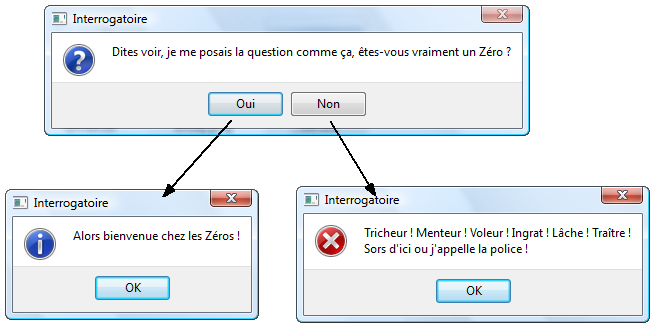 Interrogatoire
Dites voir, je me posais la question comme ça, êtes-vous vraiment un Zéro ?
Oui
Non
Interrogatoire
Alors bienvenue chez les Zéros !
OK
Interrogatoire
Tricheur ! Menteur ! Voleur ! Ingrat ! Lâche ! Traître !
Sors d'ici ou j'appelle la police !
OK